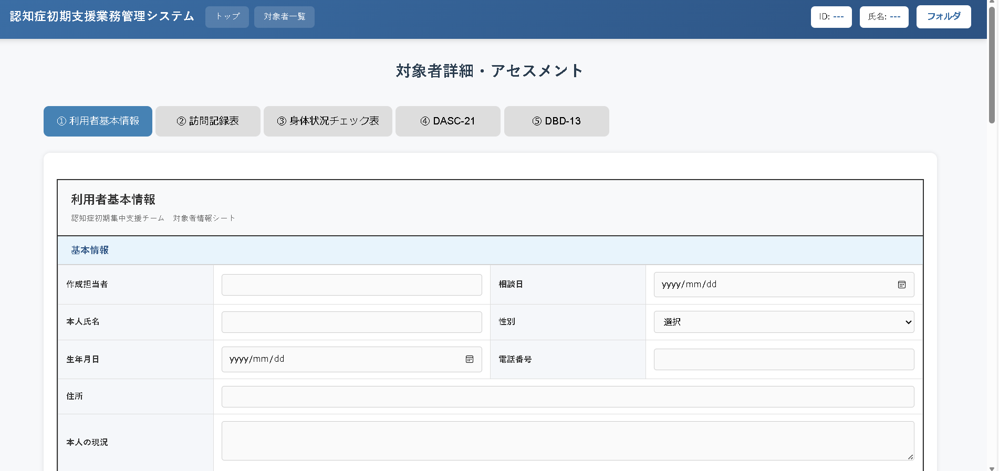 認知症初期支援業務管理システム トップ 対象者一覧 ID: --- 氏名: --- フォルダ
対象者詳細・アセスメント
① 利用者基本情報 ② 訪問記録表 ③ 身体状況チェック表 ④ DASC-21 ⑤ DBD-13
利用者基本情報
認知症初期集中支援チーム　対象者情報シート
基本情報
作成担当者 相談日 yyyy/mm/dd
本人氏名 性別 選択
生年月日 yyyy/mm/dd 電話番号
住所
本人の現況